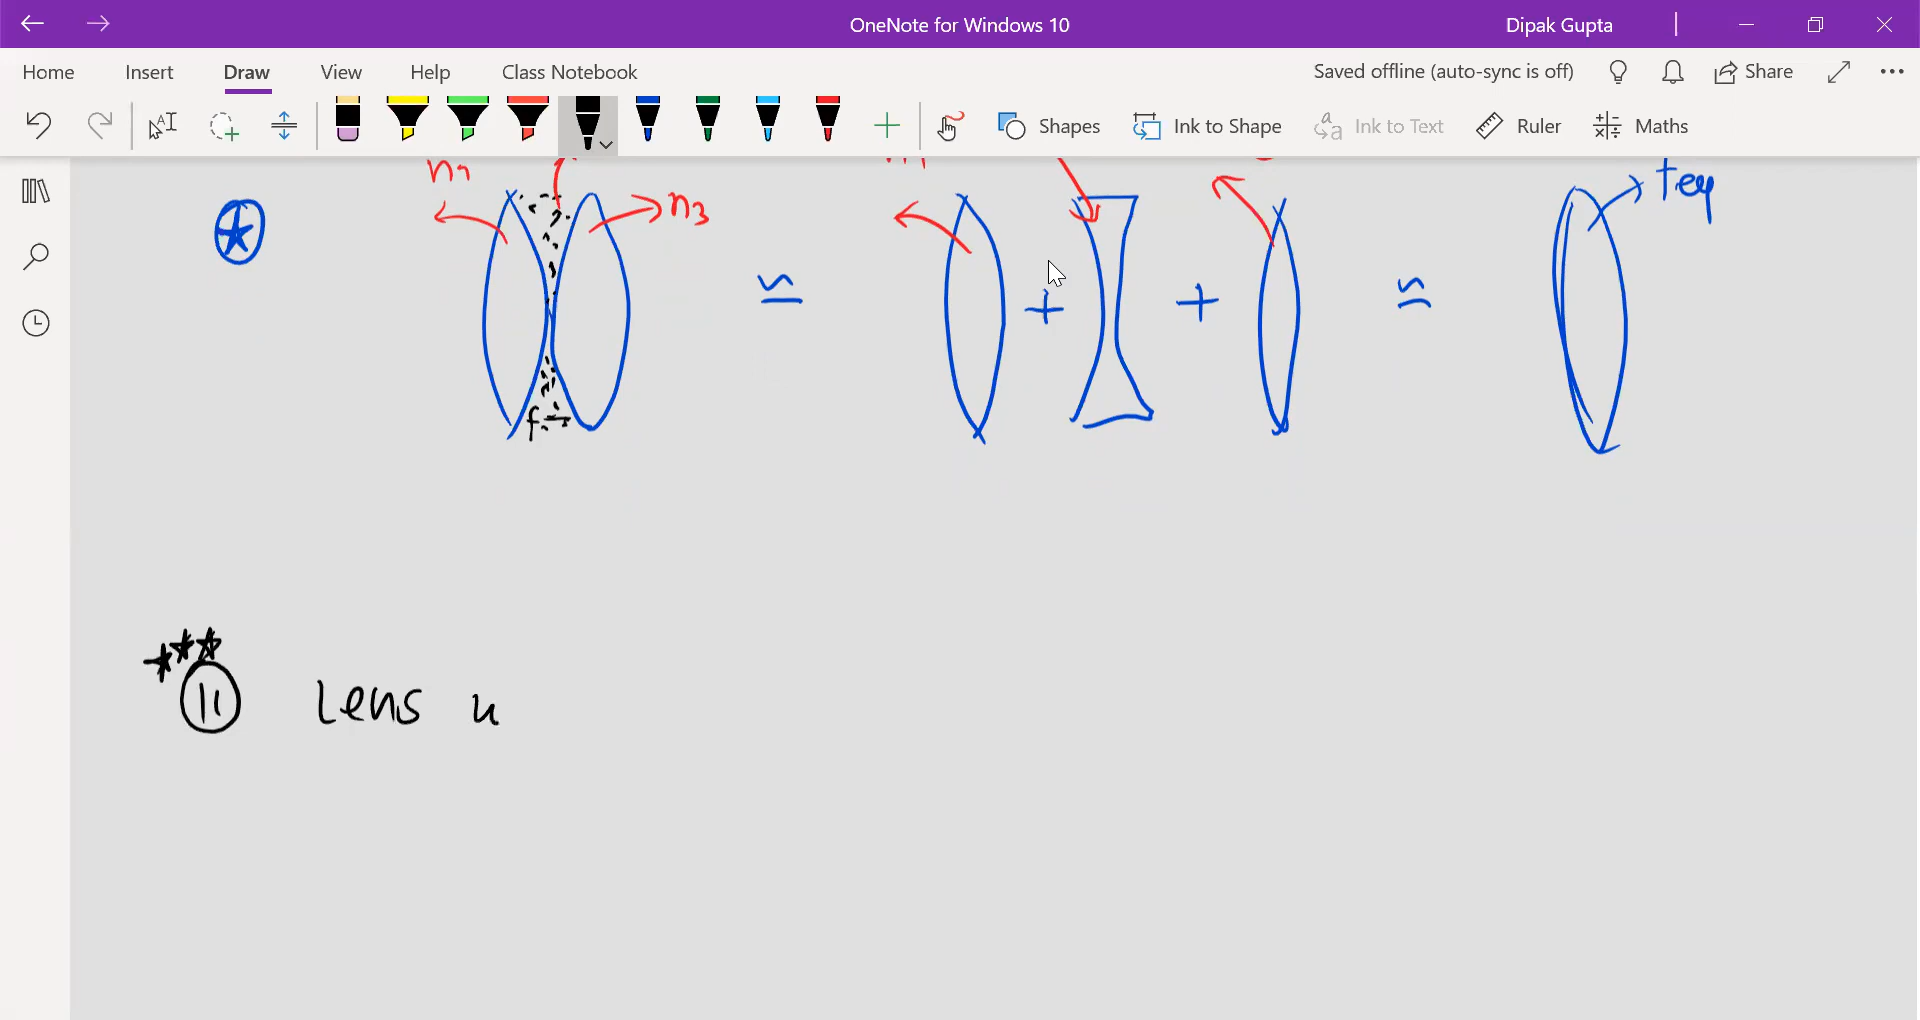 OneNote for Windows 10
Dipak Gupta
Home Insert Draw View Help Class Notebook
Saved offline (auto-sync is off) Share
Shapes Ink to Shape Ink to Text Ruler Maths
n3
+ +
11 Lens